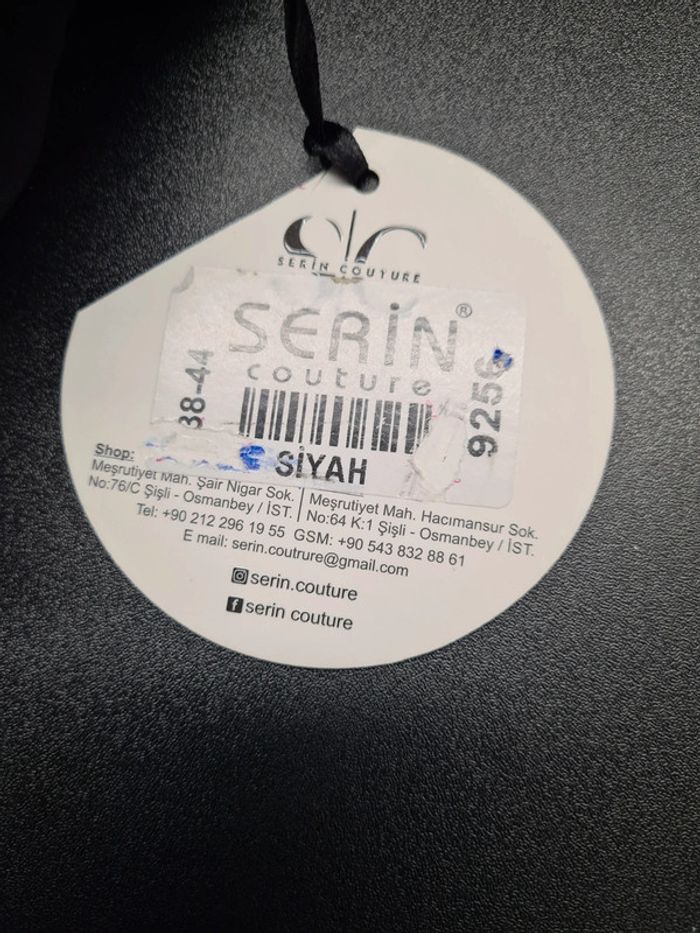 SERİN COUTURE
SERİN®
couture
38-44
925
SİYAH
Shop:
Meşrutiyet Mah. Şair Nigar Sok.
No:76/C Şişli - Osmanbey / İST.
Meşrutiyet Mah. Hacımansur Sok.
No:64 K:1 Şişli - Osmanbey / İST.
Tel: +90 212 296 19 55 GSM: +90 543 832 88 61
E mail: serin.coutrure@gmail.com
serin.couture
serin couture